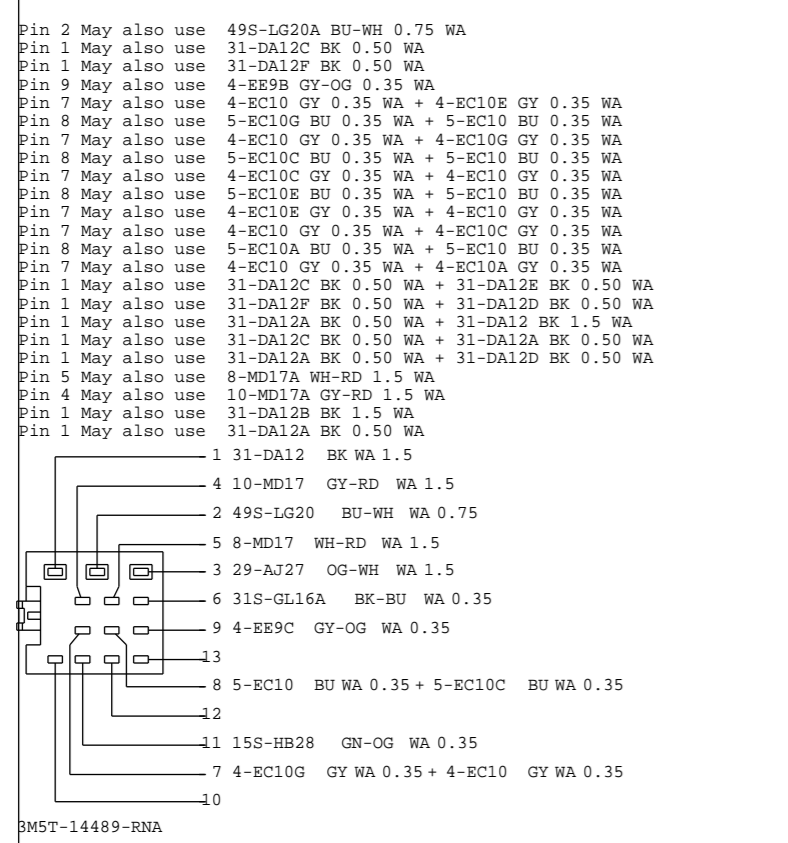 Pin 2 May also use 49S-LG20A BU-WH 0.75 WA
Pin 1 May also use 31-DA12C BK 0.50 WA
Pin 1 May also use 31-DA12F BK 0.50 WA
Pin 9 May also use 4-EE9B GY-OG 0.35 WA
Pin 7 May also use 4-EC10 GY 0.35 WA + 4-EC10E GY 0.35 WA
Pin 8 May also use 5-EC10G BU 0.35 WA + 5-EC10 BU 0.35 WA
Pin 7 May also use 4-EC10 GY 0.35 WA + 4-EC10G GY 0.35 WA
Pin 8 May also use 5-EC10C BU 0.35 WA + 5-EC10 BU 0.35 WA
Pin 7 May also use 4-EC10C GY 0.35 WA + 4-EC10 GY 0.35 WA
Pin 8 May also use 5-EC10E BU 0.35 WA + 5-EC10 BU 0.35 WA
Pin 7 May also use 4-EC10E GY 0.35 WA + 4-EC10 GY 0.35 WA
Pin 7 May also use 4-EC10 GY 0.35 WA + 4-EC10C GY 0.35 WA
Pin 8 May also use 5-EC10A BU 0.35 WA + 5-EC10 BU 0.35 WA
Pin 7 May also use 4-EC10 GY 0.35 WA + 4-EC10A GY 0.35 WA
Pin 1 May also use 31-DA12C BK 0.50 WA + 31-DA12E BK 0.50 WA
Pin 1 May also use 31-DA12F BK 0.50 WA + 31-DA12D BK 0.50 WA
Pin 1 May also use 31-DA12A BK 0.50 WA + 31-DA12 BK 1.5 WA
Pin 1 May also use 31-DA12C BK 0.50 WA + 31-DA12A BK 0.50 WA
Pin 1 May also use 31-DA12A BK 0.50 WA + 31-DA12D BK 0.50 WA
Pin 5 May also use 8-MD17A WH-RD 1.5 WA
Pin 4 May also use 10-MD17A GY-RD 1.5 WA
Pin 1 May also use 31-DA12B BK 1.5 WA
Pin 1 May also use 31-DA12A BK 0.50 WA
1 31-DA12 BK WA 1.5
4 10-MD17 GY-RD WA 1.5
2 49S-LG20 BU-WH WA 0.75
5 8-MD17 WH-RD WA 1.5
3 29-AJ27 OG-WH WA 1.5
6 31S-GL16A BK-BU WA 0.35
9 4-EE9C GY-OG WA 0.35
13
8 5-EC10 BU WA 0.35 + 5-EC10C BU WA 0.35
12
11 15S-HB28 GN-OG WA 0.35
7 4-EC10G GY WA 0.35 + 4-EC10 GY WA 0.35
10
3M5T-14489-RNA